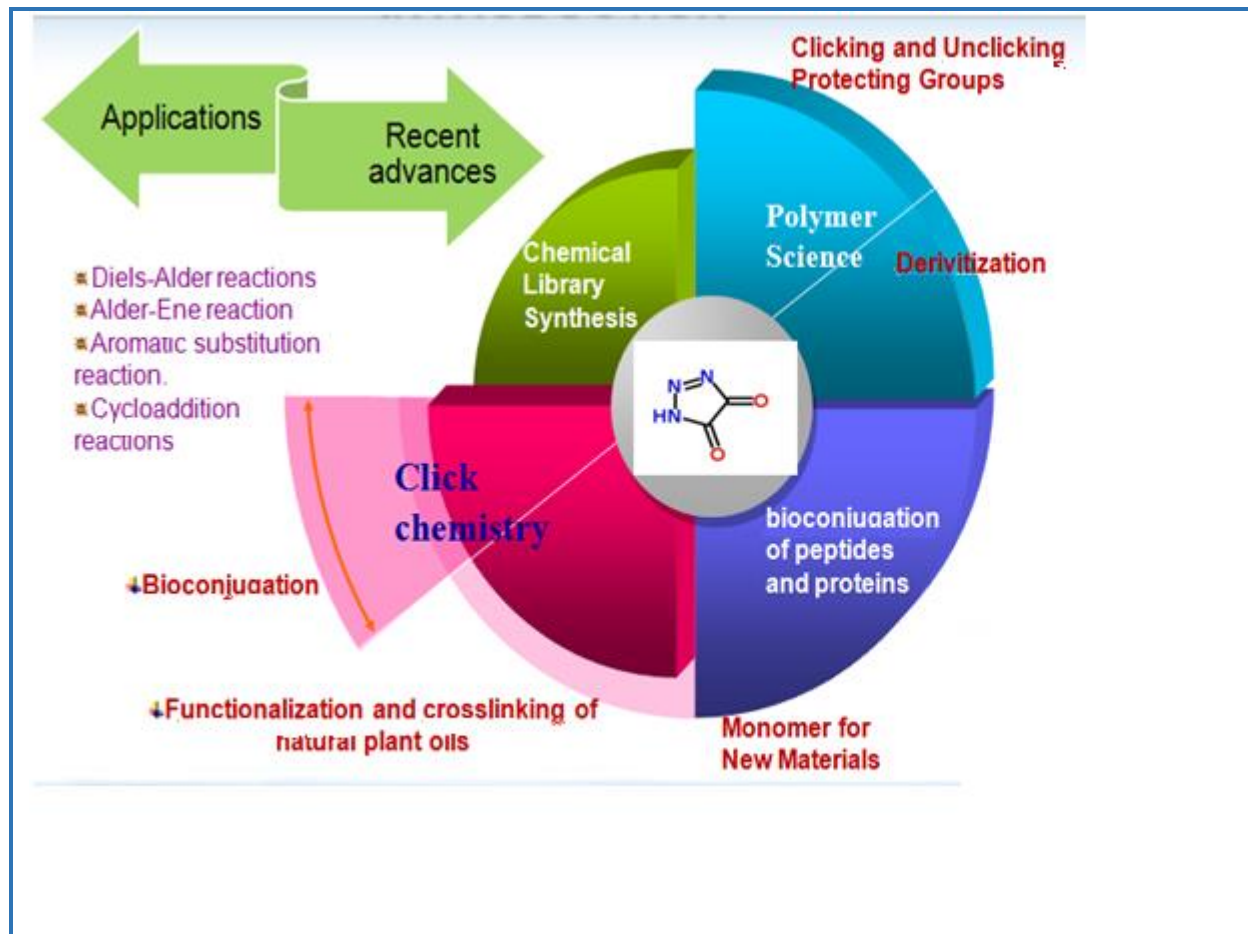 Applications
Recent
advances
Diels-Alder reactions
Alder-Ene reaction
Aromatic substitution
reaction.
Cycloaddition
reactions
Clicking and Unclicking
Protecting Groups
Chemical
Library
Synthesis
Polymer
Science
Derivitization
N=N
HN
O
O
Click
chemistry
bioconjugation
of peptides
and proteins
Bioconjugation
Functionalization and crosslinking of
natural plant oils
Monomer for
New Materials